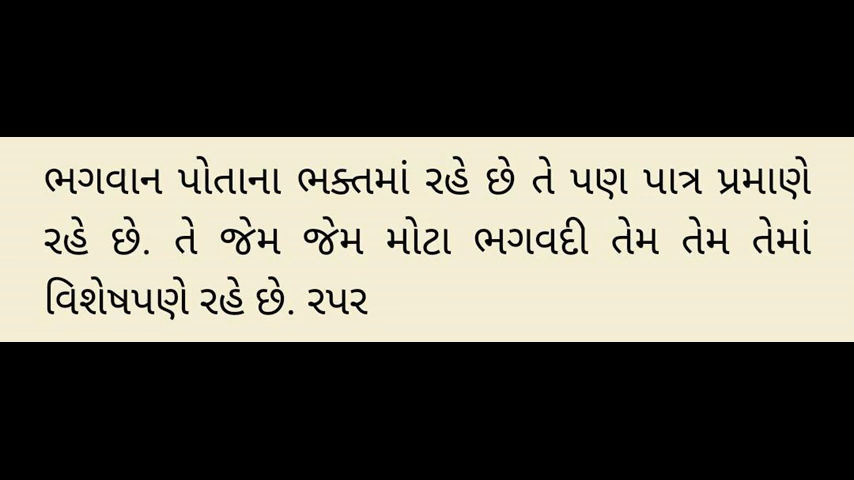 ભગવાન પોતાના ભક્તમાં રહે છે તે પણ પાત્ર પ્રમાણે
રહે છે. તે જેમ જેમ મોટા ભગવદી તેમ તેમ તેમાં
વિશેષપણે રહે છે. ૨૫૨